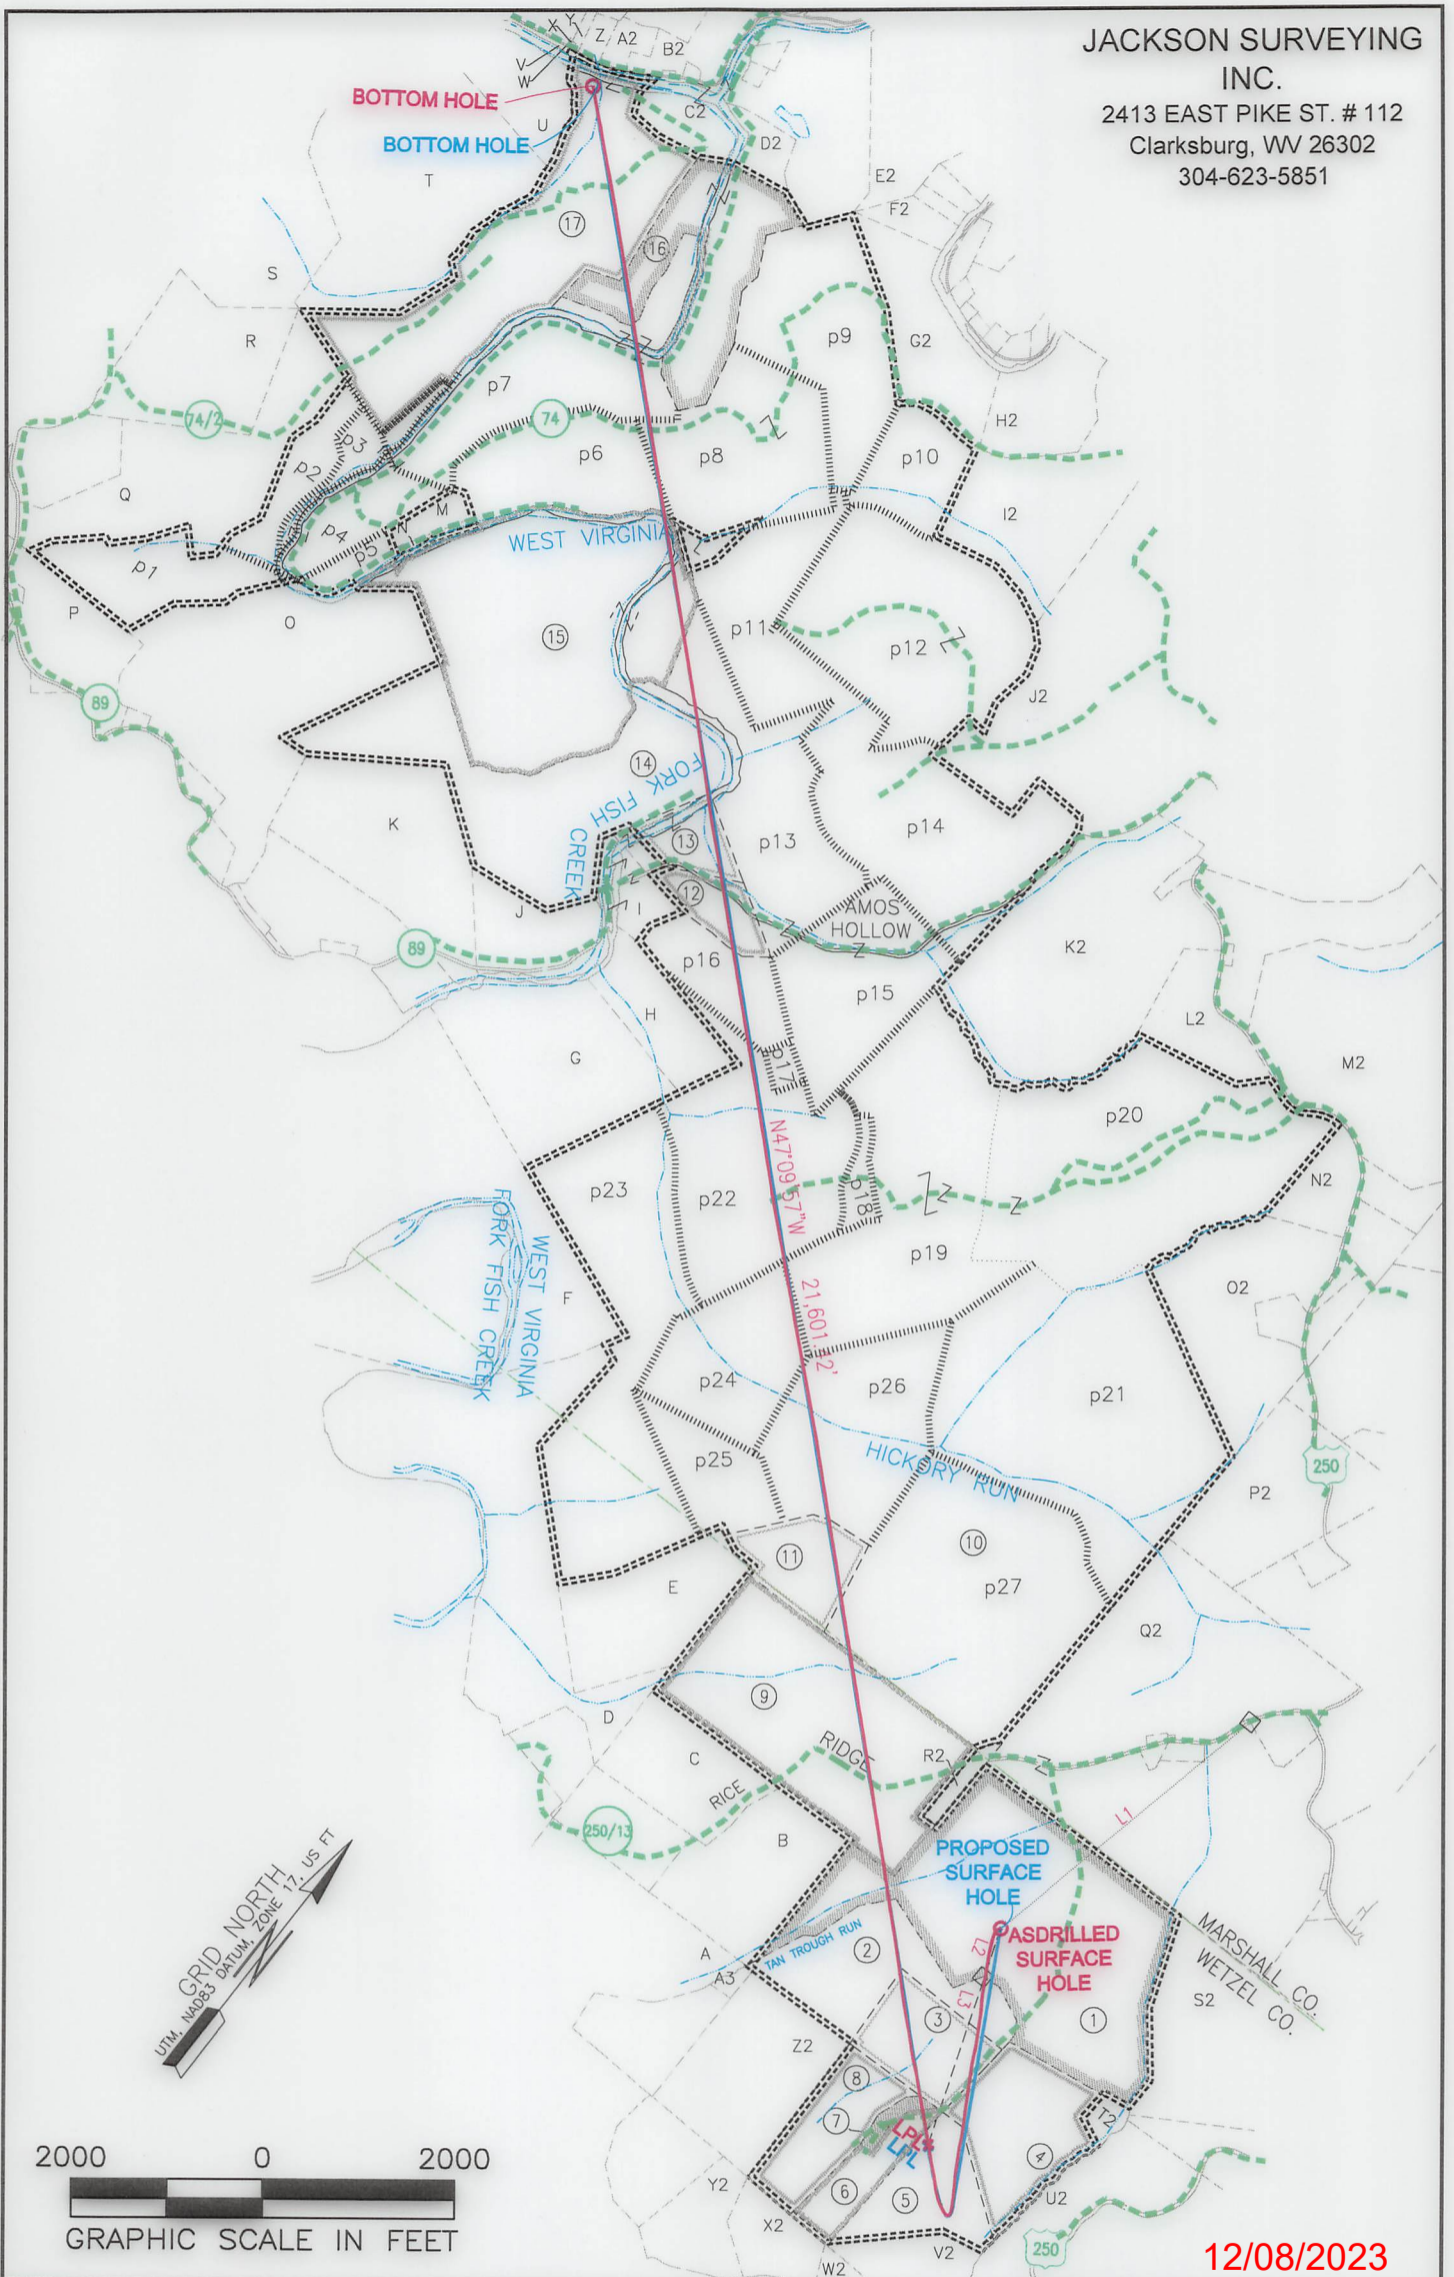 JACKSON SURVEYING
INC.
2413 EAST PIKE ST. # 112
Clarksburg, WV 26302
304-623-5851
X
Y
Z
A2
B2
V
W
BOTTOM HOLE
BOTTOM HOLE
U
C2
D2
T
E2
F2
17
16
S
R
p9
G2
p7
74/2
74
H2
p3
p2
p6
p8
p10
Q
M
N
I2
p4
p5
WEST VIRGINIA
p1
P
O
15
p11
p12
89
J2
14
FORK FISH
CREEK
K
13
p13
p14
12
J
I
AMOS
HOLLOW
K2
89
p16
p15
H
L2
G
p17
M2
p20
N47°09'57"W
p23
p22
p18
N2
WEST VIRGINIA
FORK FISH CREEK
p19
F
O2
p24
p26
p21
p25
HICKORY RUN
250
P2
11
10
p27
E
Q2
9
D
C
RIDGE
RICE
R2
250/13
B
L1
PROPOSED
SURFACE
HOLE
GRID NORTH
UTM, NAD83 DATUM, ZONE 17, US FT
N
ASDRILLED
SURFACE
HOLE
L2
L3
MARSHALL CO.
WETZEL CO.
TAN TROUGH RUN
A
A3
2
S2
3
1
Z2
8
7
T2
LPL
LPL
4
6
5
Y2
X2
U2
V2
W2
250
2000 0 2000
GRAPHIC SCALE IN FEET
12/08/2023